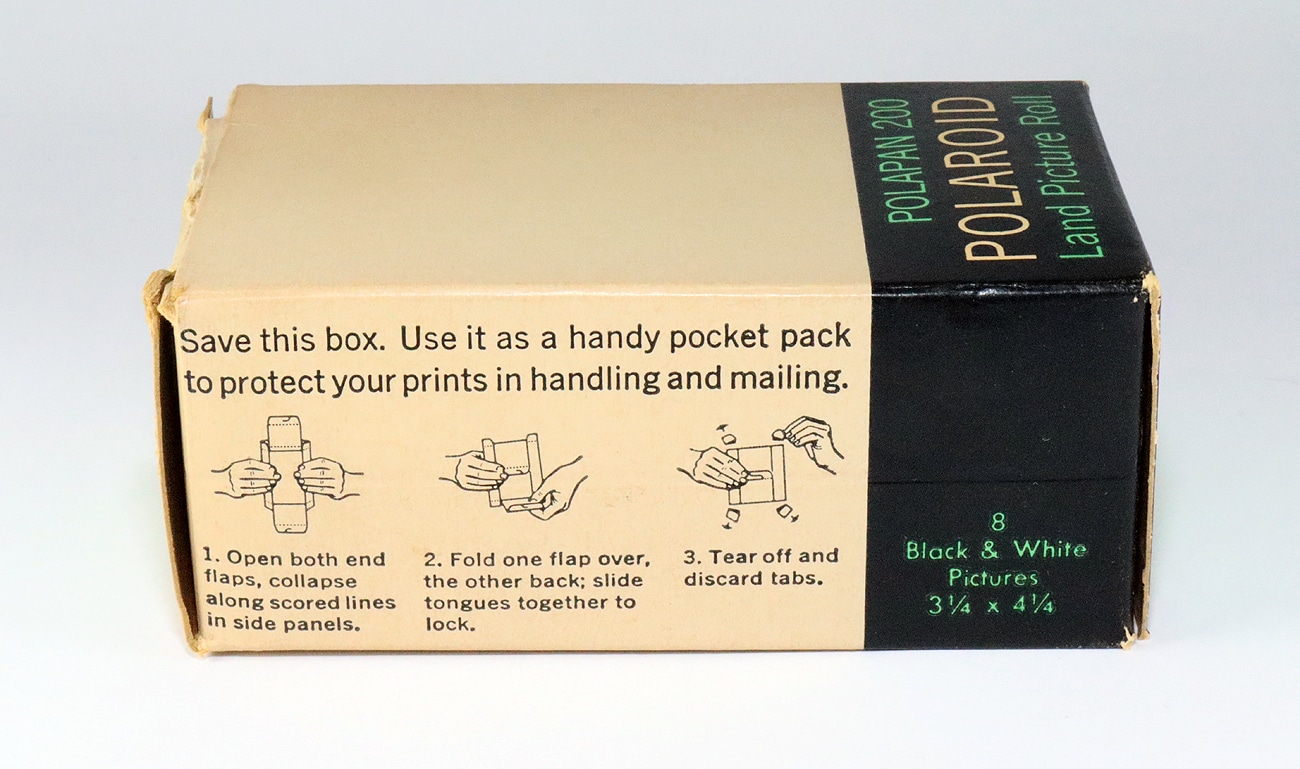 POLAPAN 200
POLAROID
Land Picture Roll
Save this box. Use it as a handy pocket pack
to protect your prints in handling and mailing.
1. Open both end
flaps, collapse
along scored lines
in side panels.
2. Fold one flap over,
the other back; slide
tongues together to
lock.
3. Tear off and
discard tabs.
8
Black & White
Pictures
3¼ x 4¼